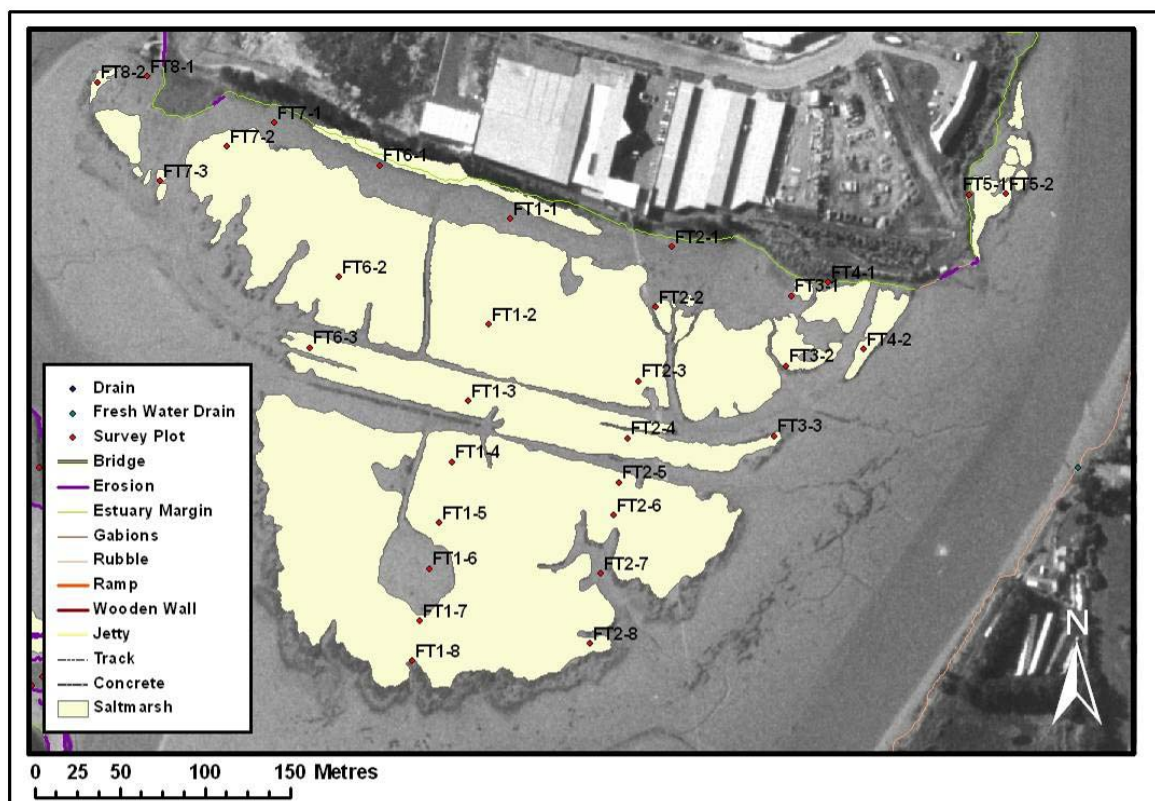 FT8-2
FT8-1
FT7-1
FT7-2
FT6-1
FT7-3
FT5-1
FT5-2
FT1-1
FT2-1
FT6-2
FT4-1
FT3-1
FT2-2
FT1-2
FT6-3
FT4-2
FT3-2
FT2-3
FT1-3
FT2-4
FT3-3
FT1-4
FT2-5
FT2-6
FT1-5
FT1-6
FT2-7
FT1-7
FT2-8
FT1-8
Drain
Fresh Water Drain
Survey Plot
Bridge
Erosion
Estuary Margin
Gabions
Rubble
Ramp
Wooden Wall
Jetty
Track
Concrete
Saltmarsh
N
0 25 50 100 150 Metres